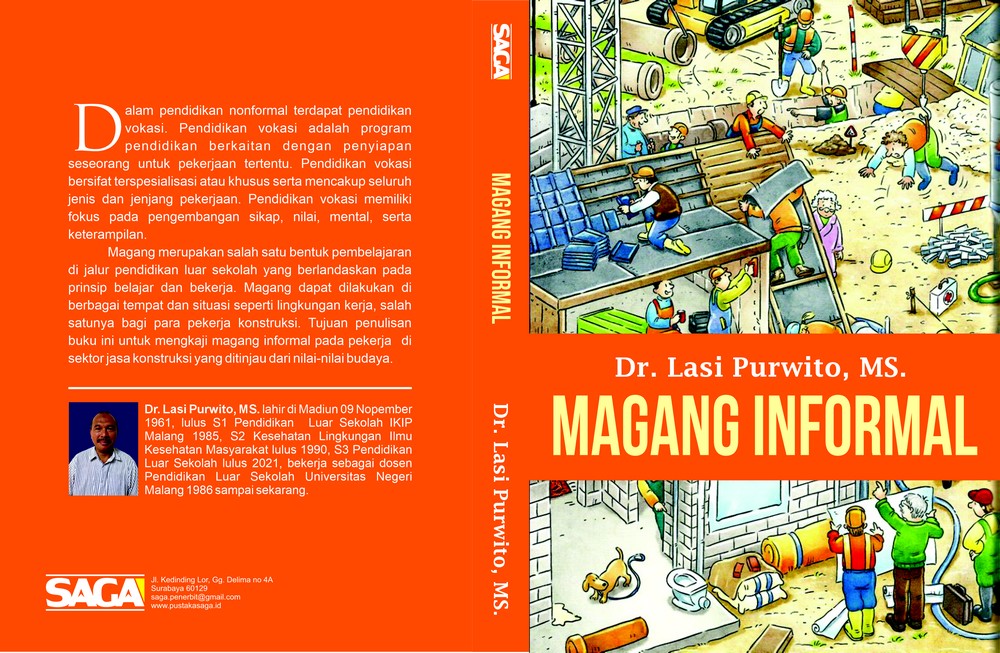 Dalam pendidikan nonformal terdapat pendidikan
vokasi. Pendidikan vokasi adalah program
pendidikan berkaitan dengan penyiapan
seseorang untuk pekerjaan tertentu. Pendidikan vokasi
bersifat terspesialisasi atau khusus serta mencakup seluruh
jenis dan jenjang pekerjaan. Pendidikan vokasi memiliki
fokus pada pengembangan sikap, nilai, mental, serta
keterampilan.
Magang merupakan salah satu bentuk pembelajaran
di jalur pendidikan luar sekolah yang berlandaskan pada
prinsip belajar dan bekerja. Magang dapat dilakukan di
berbagai tempat dan situasi seperti lingkungan kerja, salah
satunya bagi para pekerja konstruksi. Tujuan penulisan
buku ini untuk mengkaji magang informal pada pekerja di
sektor jasa konstruksi yang ditinjau dari nilai-nilai budaya.
Dr. Lasi Purwito, MS. lahir di Madiun 09 Nopember
1961, lulus S1 Pendidikan Luar Sekolah IKIP
Malang 1985, S2 Kesehatan Lingkungan Ilmu
Kesehatan Masyarakat lulus 1990, S3 Pendidikan
Luar Sekolah lulus 2021, bekerja sebagai dosen
Pendidikan Luar Sekolah Universitas Negeri
Malang 1986 sampai sekarang.
SAGA
Jl. Kedinding Lor, Gg. Delima no 4A
Surabaya 60129
saga.penerbit@gmail.com
www.pustakasaga.id
SAGA
MAGANG INFORMAL
Dr. Lasi Purwito, MS.
Dr. Lasi Purwito, MS.
MAGANG INFORMAL